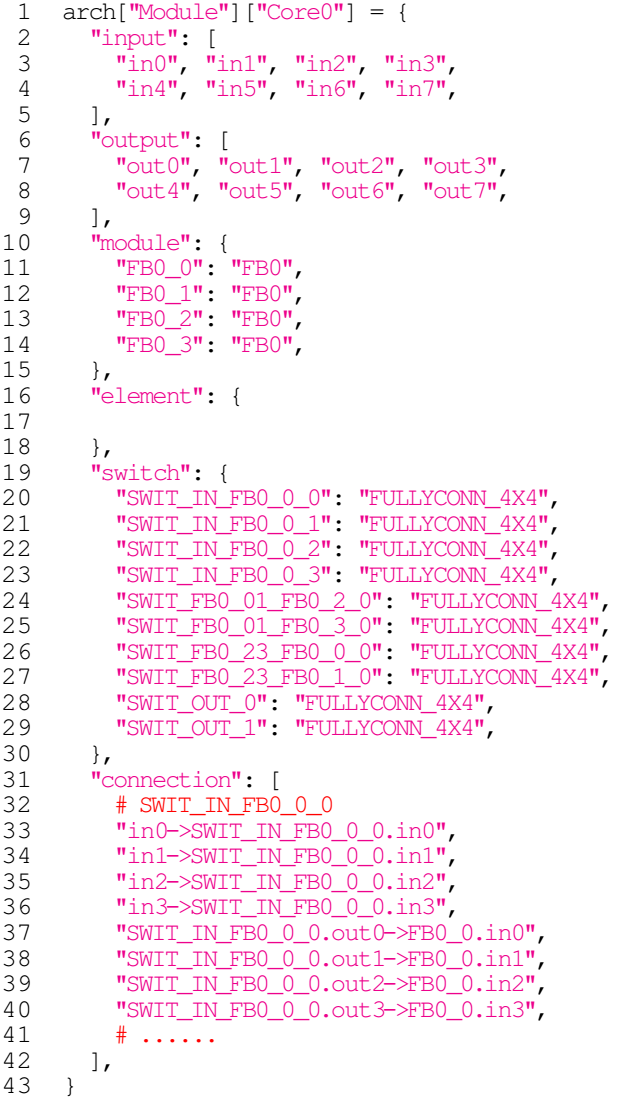 1 arch["Module"]["Core0"] = {
2 "input": [
3 "in0", "in1", "in2", "in3",
4 "in4", "in5", "in6", "in7",
5 ],
6 "output": [
7 "out0", "out1", "out2", "out3",
8 "out4", "out5", "out6", "out7",
9 ],
10 "module": {
11 "FB0_0": "FB0",
12 "FB0_1": "FB0",
13 "FB0_2": "FB0",
14 "FB0_3": "FB0",
15 },
16 "element": {
17
18 },
19 "switch": {
20 "SWIT_IN_FB0_0_0": "FULLYCONN_4X4",
21 "SWIT_IN_FB0_0_1": "FULLYCONN_4X4",
22 "SWIT_IN_FB0_0_2": "FULLYCONN_4X4",
23 "SWIT_IN_FB0_0_3": "FULLYCONN_4X4",
24 "SWIT_FB0_01_FB0_2_0": "FULLYCONN_4X4",
25 "SWIT_FB0_01_FB0_3_0": "FULLYCONN_4X4",
26 "SWIT_FB0_23_FB0_0_0": "FULLYCONN_4X4",
27 "SWIT_FB0_23_FB0_1_0": "FULLYCONN_4X4",
28 "SWIT_OUT_0": "FULLYCONN_4X4",
29 "SWIT_OUT_1": "FULLYCONN_4X4",
30 },
31 "connection": [
32 # SWIT_IN_FB0_0_0
33 "in0->SWIT_IN_FB0_0_0.in0",
34 "in1->SWIT_IN_FB0_0_0.in1",
35 "in2->SWIT_IN_FB0_0_0.in2",
36 "in3->SWIT_IN_FB0_0_0.in3",
37 "SWIT_IN_FB0_0_0.out0->FB0_0.in0",
38 "SWIT_IN_FB0_0_0.out1->FB0_0.in1",
39 "SWIT_IN_FB0_0_0.out2->FB0_0.in2",
40 "SWIT_IN_FB0_0_0.out3->FB0_0.in3",
41 # ......
42 ],
43 }